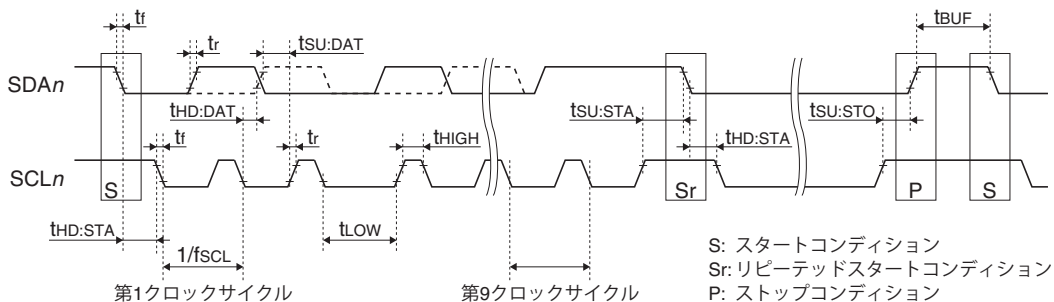 tf
tr
tSU:DAT
tBUF
SDAn
tHD:DAT
tSU:STA
tSU:STO
tf
tr
tHIGH
tHD:STA
SCLn
S
Sr
P
S
tHD:STA
1/fSCL
tLOW
第1クロックサイクル
第9クロックサイクル
S: スタートコンディション
Sr: リピーテッドスタートコンディション
P: ストップコンディション